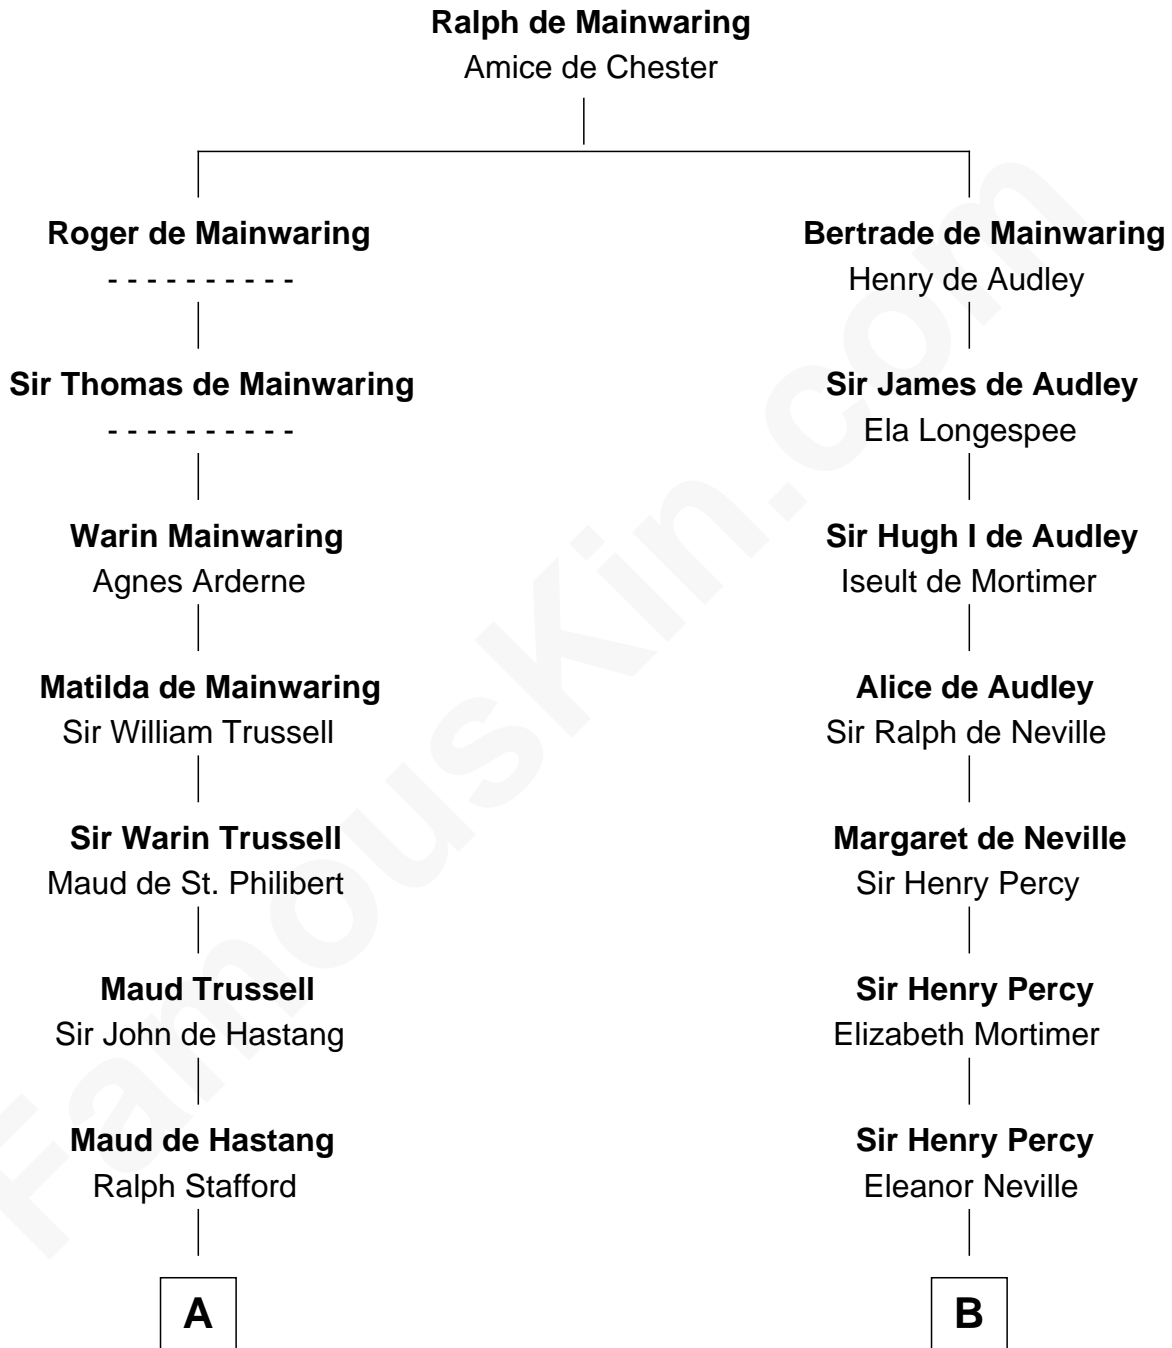 Ralph de Mainwaring
Amice de Chester
Roger de Mainwaring
- - - - - - - - - -
Sir Thomas de Mainwaring
- - - - - - - - - -
Warin Mainwaring
Agnes Arderne
Matilda de Mainwaring
Sir William Trussell
Sir Warin Trussell
Maud de St. Philibert
Maud Trussell
Sir John de Hastang
Maud de Hastang
Ralph Stafford
A
Bertrade de Mainwaring
Henry de Audley
Sir James de Audley
Ela Longespee
Sir Hugh I de Audley
Iseult de Mortimer
Alice de Audley
Sir Ralph de Neville
Margaret de Neville
Sir Henry Percy
Sir Henry Percy
Elizabeth Mortimer
Sir Henry Percy
Eleanor Neville
B
FamousKin.com